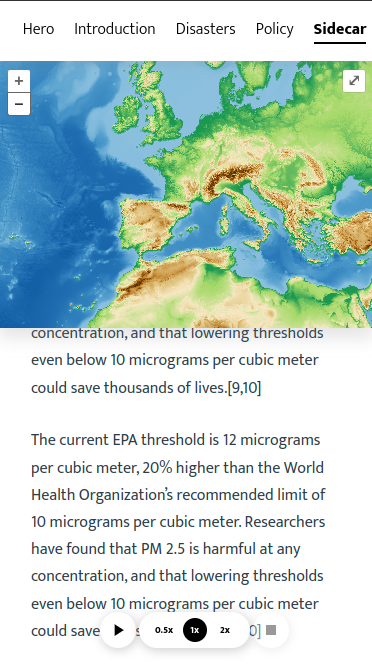 Hero Introduction Disasters Policy Sidecar
+
−
concentration, and that lowering thresholds
even below 10 micrograms per cubic meter
could save thousands of lives.[9,10]
The current EPA threshold is 12 micrograms
per cubic meter, 20% higher than the World
Health Organization’s recommended limit of
10 micrograms per cubic meter. Researchers
have found that PM 2.5 is harmful at any
concentration, and that lowering thresholds
even below 10 micrograms per cubic meter
could save
0.5x 1x 2x